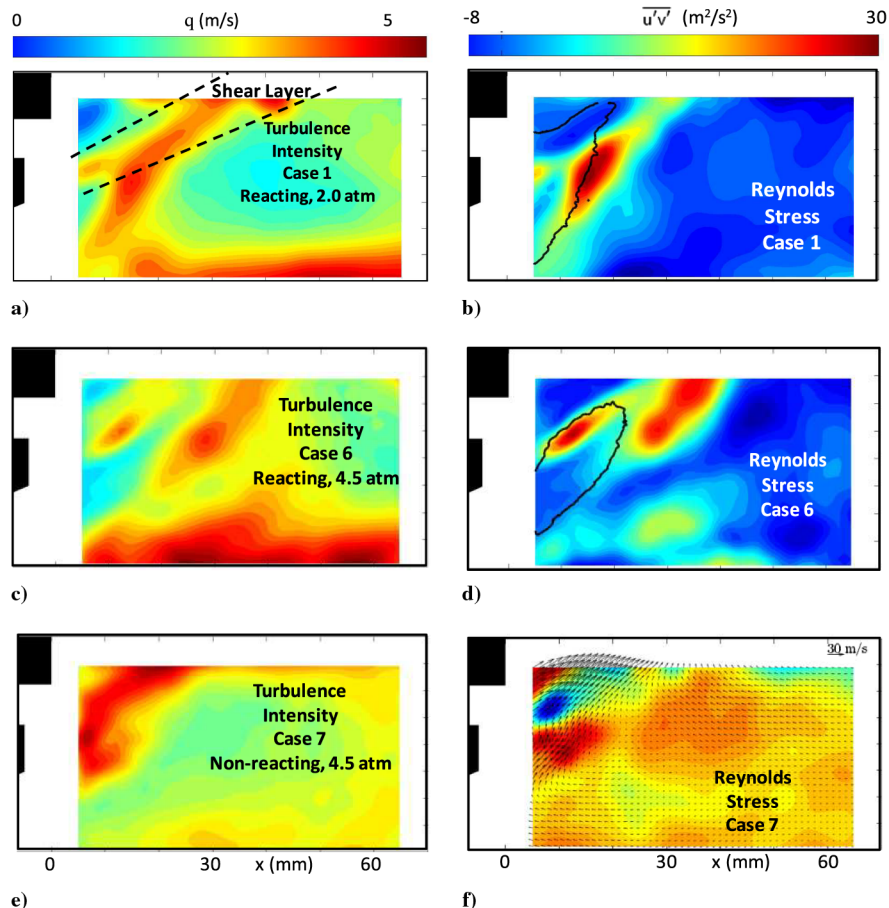 0 q (m/s) 5
-8 u′v′ (m²/s²) 30
Shear Layer
Turbulence
Intensity
Case 1
Reacting, 2.0 atm
Reynolds
Stress
Case 1
a)
b)
Turbulence
Intensity
Case 6
Reacting, 4.5 atm
Reynolds
Stress
Case 6
c)
d)
Turbulence
Intensity
Case 7
Non-reacting, 4.5 atm
30 m/s
Reynolds
Stress
Case 7
30 x (mm) 60
0 30 x (mm) 60
e)
f)